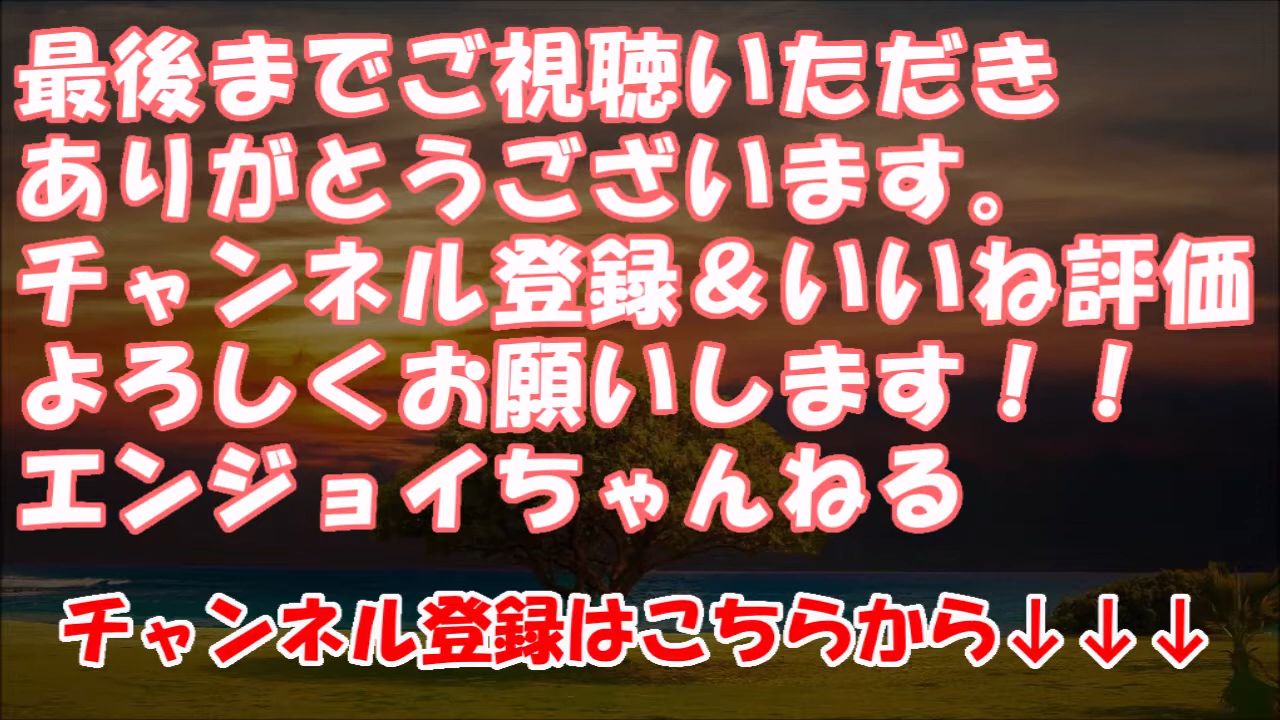 最後までご視聴いただき
ありがとうございます。
チャンネル登録＆いいね評価
よろしくお願いします！！
エンジョイちゃんねる
チャンネル登録はこちらから↓↓↓